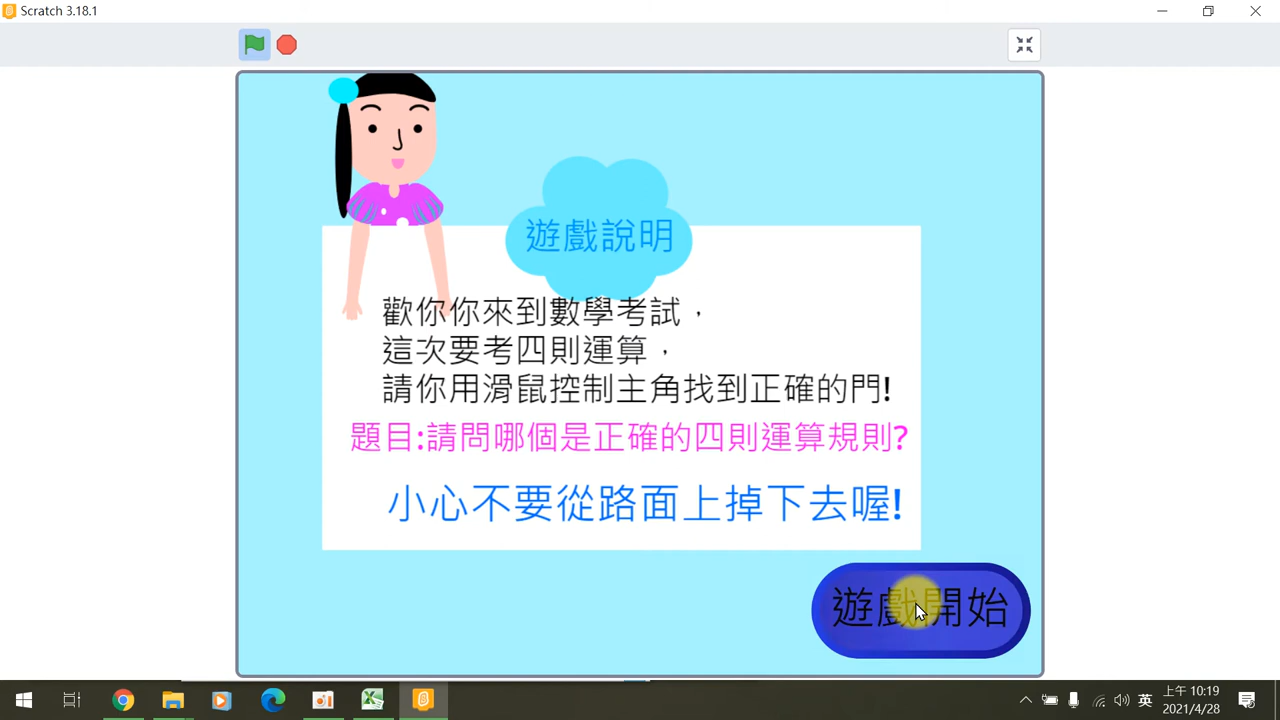 Scratch 3.18.1
遊戲說明
歡你你來到數學考試，
這次要考四則運算，
請你用滑鼠控制主角找到正確的門!
題目:請問哪個是正確的四則運算規則?
小心不要從路面上掉下去喔!
遊戲開始
英
上午 10:19
2021/4/28